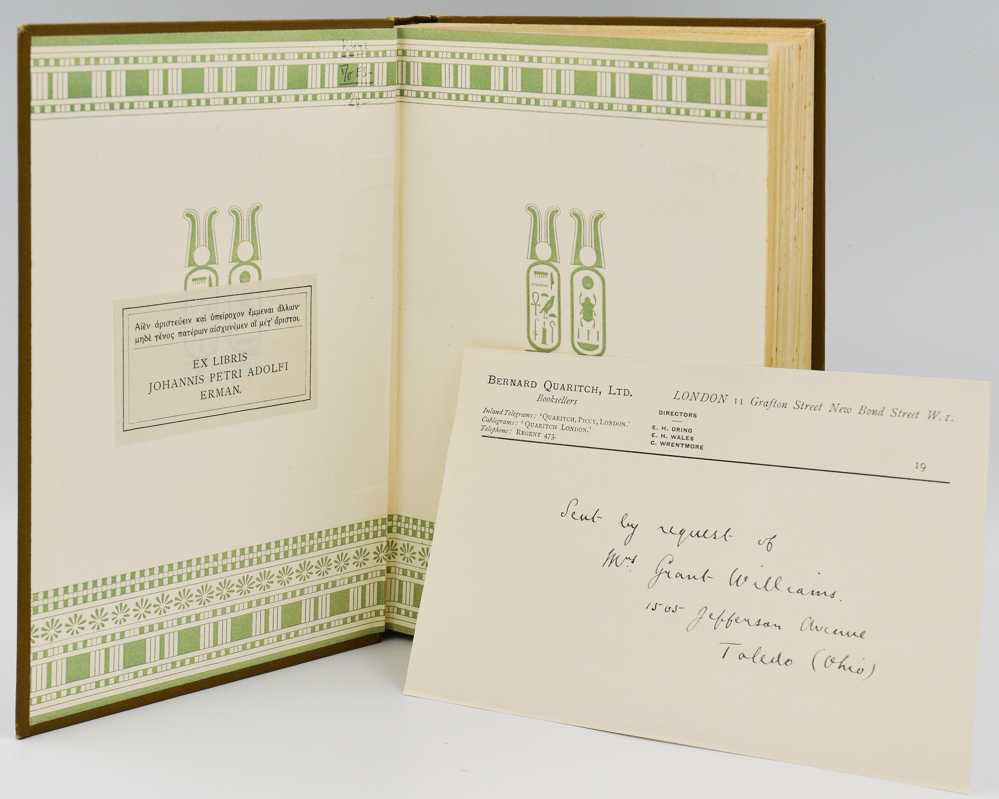 Αἰὲν ἀριστεύειν καὶ ὑπείροχον ἔμμεναι ἄλλων·
μηδὲ γένος πατέρων αἰσχυνέμεν οἳ μέγ' ἄριστοι.
EX LIBRIS
JOHANNIS PETRI ADOLFI
ERMAN.
BERNARD QUARITCH, LTD.
Booksellers
Inland Telegrams: 'QUARITCH, PICCY, LONDON.'
Cablegrams: 'QUARITCH LONDON.'
Telephone: REGENT 473.
LONDON 11 Grafton Street New Bond Street W.1.
DIRECTORS
E. H. DRING
E. H. WALES
C. WRENTMORE
19
Sent by request of
Mrs Grant Williams.
1505 Jefferson Avenue
Toledo (Ohio)